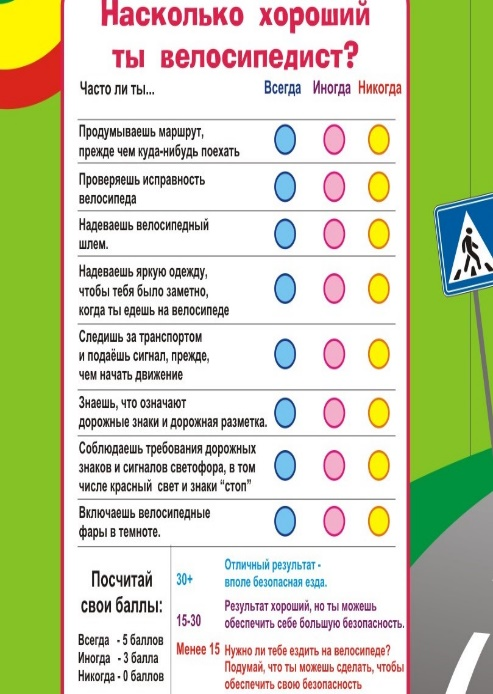 Насколько хороший
ты велосипедист?
Часто ли ты... Всегда Иногда Никогда
Продумываешь маршрут,
прежде чем куда-нибудь поехать
Проверяешь исправность
велосипеда
Надеваешь велосипедный
шлем.
Надеваешь яркую одежду,
чтобы тебя было заметно,
когда ты едешь на велосипеде
Следишь за транспортом
и подаёшь сигнал, прежде,
чем начать движение
Знаешь, что означают
дорожные знаки и дорожная разметка.
Соблюдаешь требования дорожных
знаков и сигналов светофора, в том
числе красный свет и знаки “стоп”
Включаешь велосипедные
фары в темноте.
Посчитай
свои баллы:
Всегда - 5 баллов
Иногда - 3 балла
Никогда - 0 баллов
30+ Отличный результат -
вполе безопасная езда.
15-30 Результат хороший, но ты можешь
обеспечить себе большую безопасность.
Менее 15 Нужно ли тебе ездить на велосипеде?
Подумай, что ты можешь сделать, чтобы
обеспечить свою безопасность